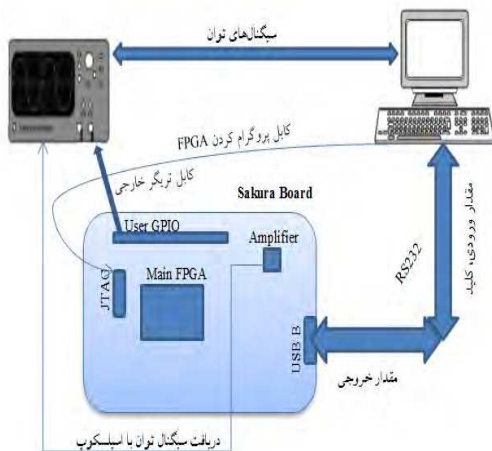 سیگنال‌های توان
کابل پروگرام کردن FPGA
کابل تریگر خارجی
Sakura Board
User GPIO
Amplifier
JTAG
Main FPGA
RS232
مقدار ورودی، کلید
USB B
مقدار خروجی
دریافت سیگنال توان با اسیلسکوپ